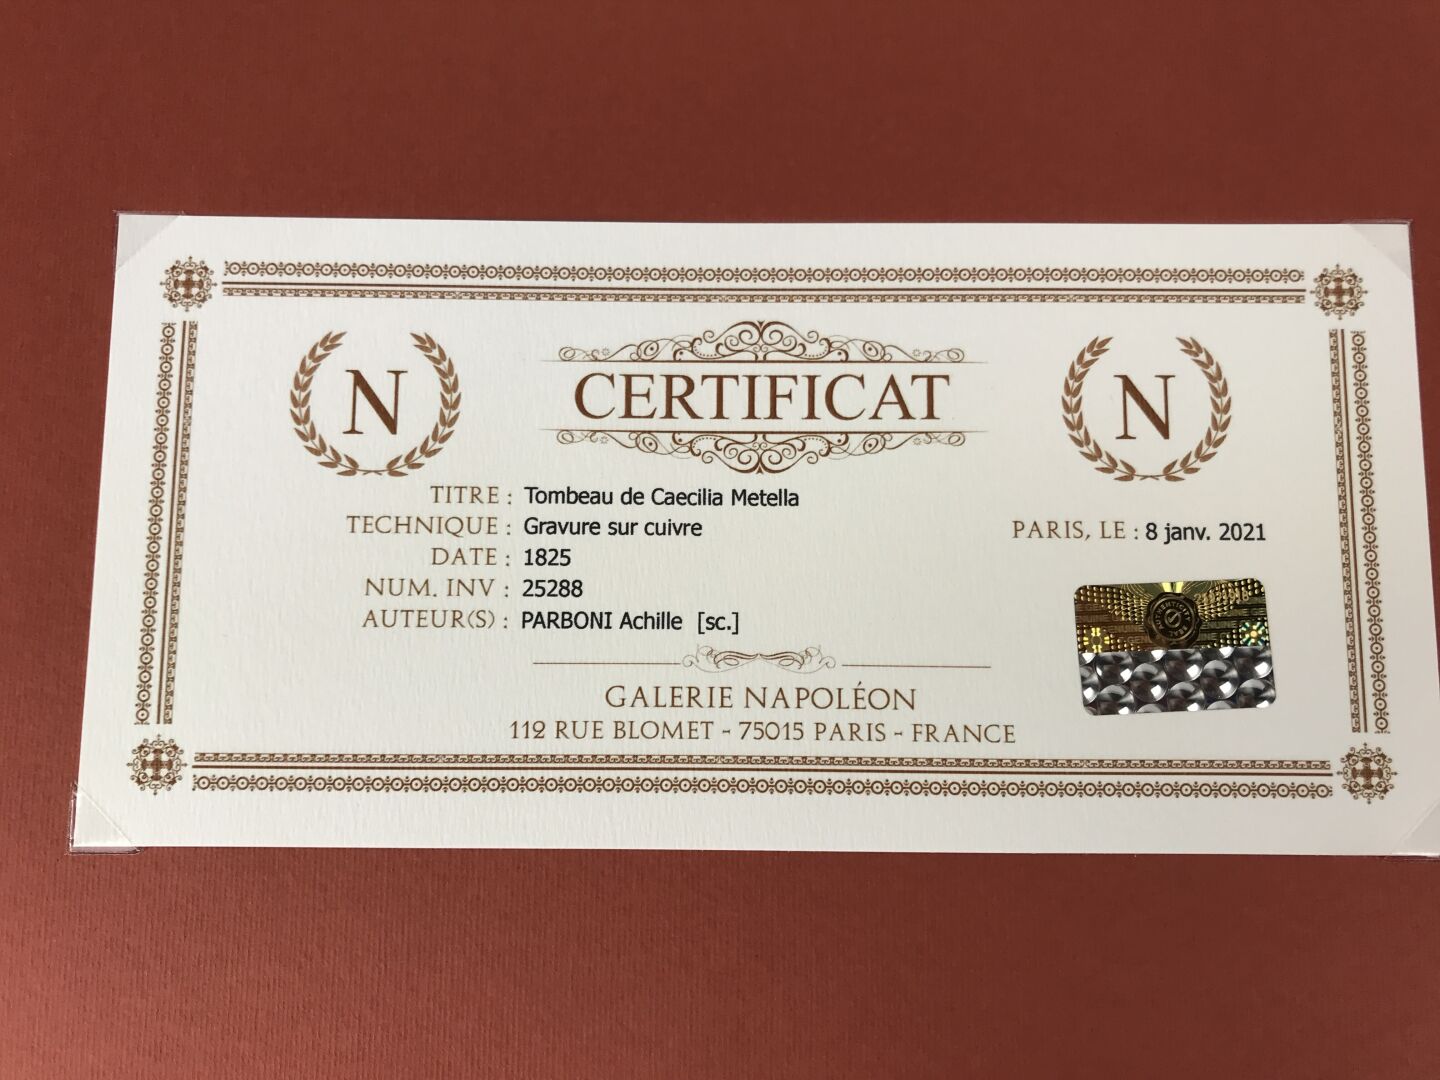 N CERTIFICAT N
TITRE : Tombeau de Caecilia Metella
TECHNIQUE : Gravure sur cuivre
PARIS, LE : 8 janv. 2021
DATE : 1825
NUM. INV : 25288
AUTEUR(S) : PARBONI Achille [sc.]
GALERIE NAPOLÉON
112 RUE BLOMET - 75015 PARIS - FRANCE